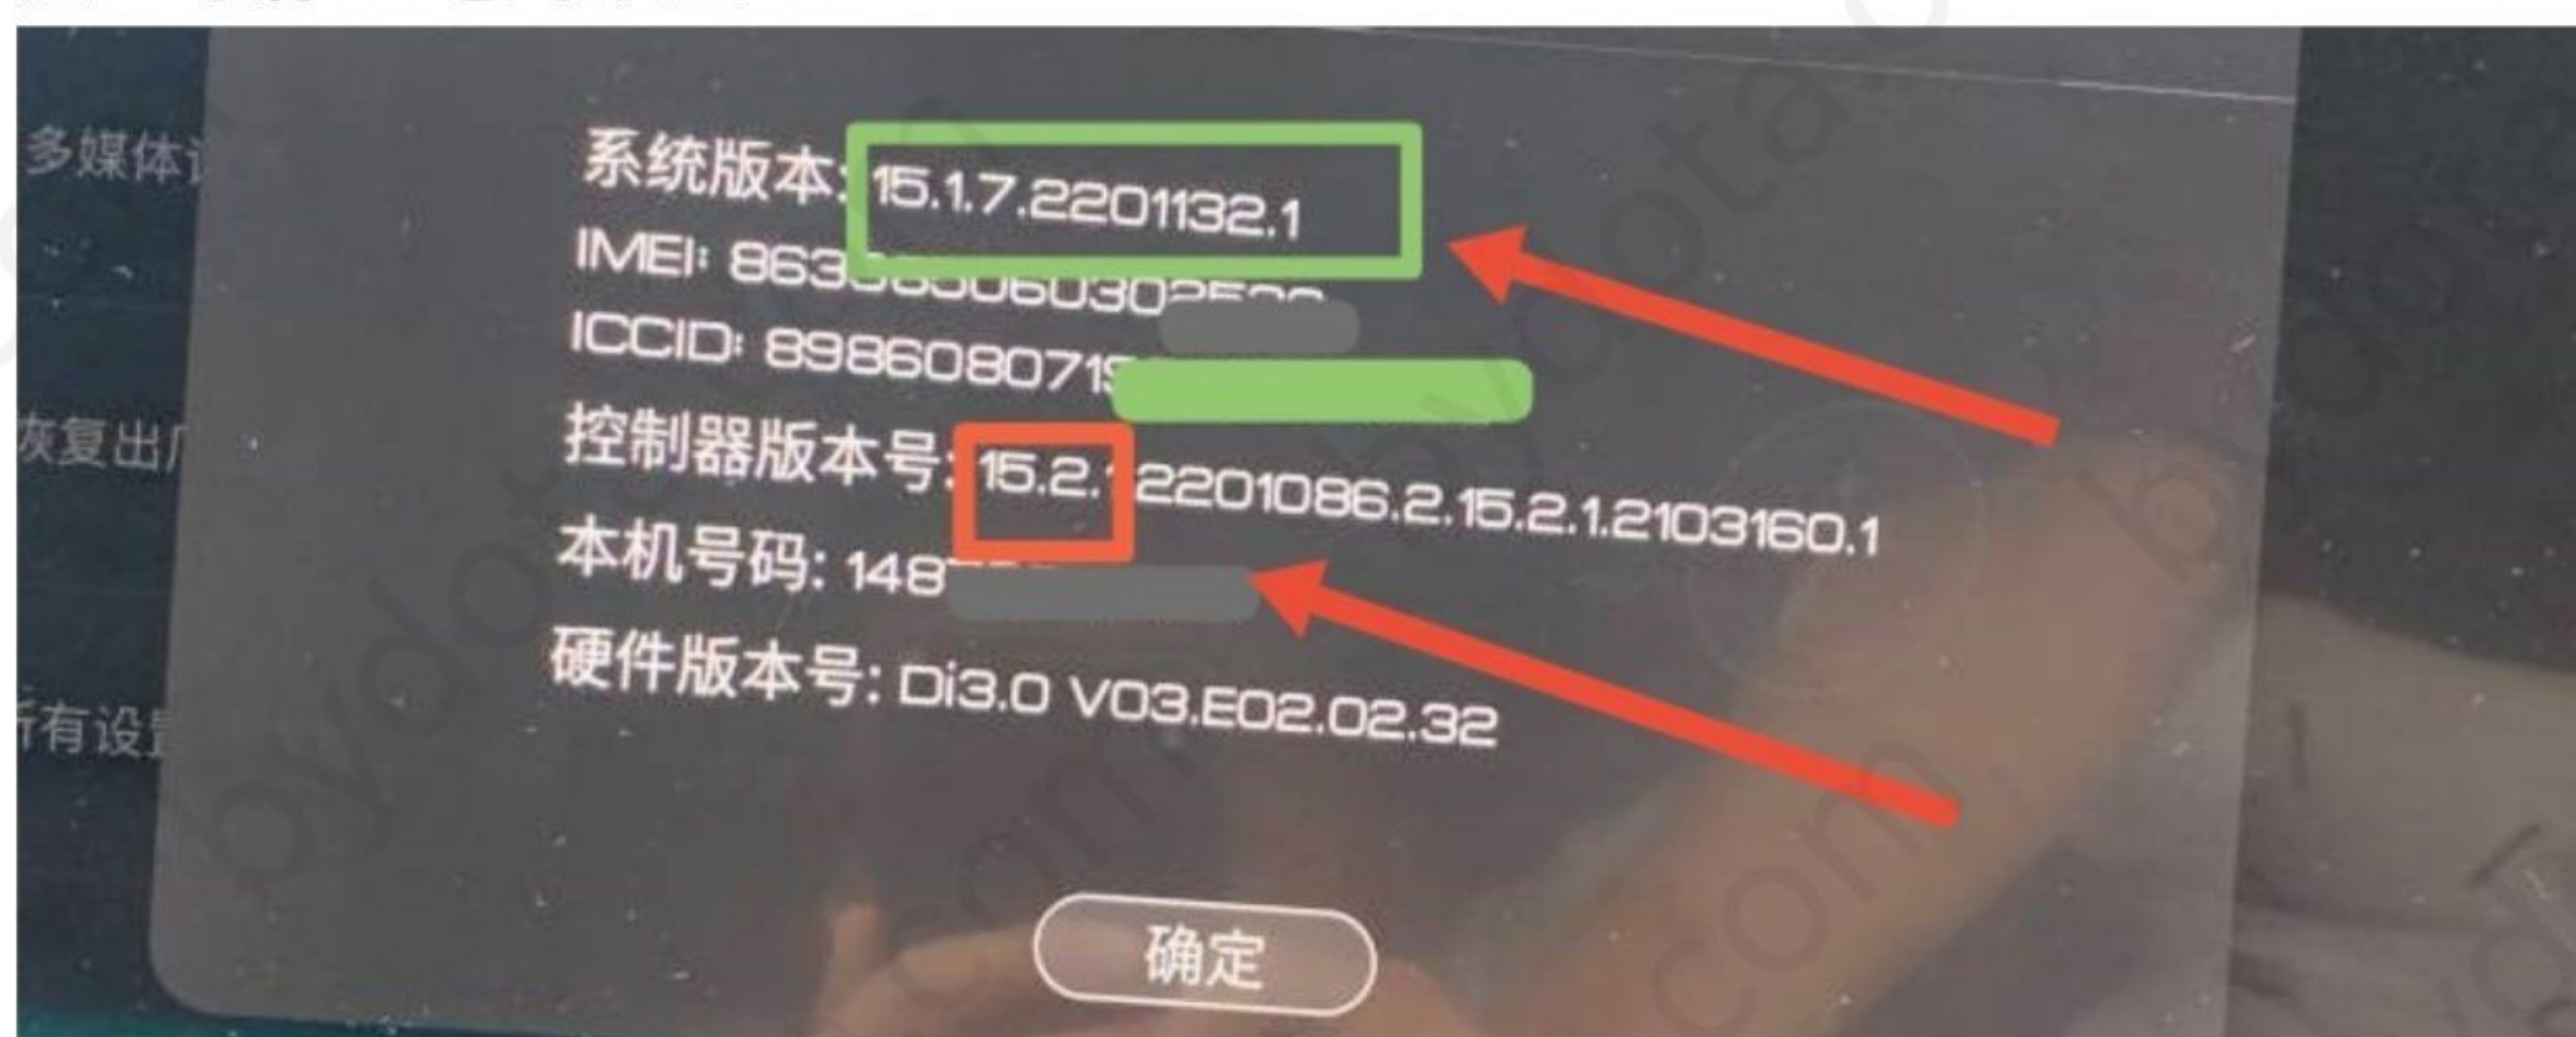 多媒体
系统版本: 15.1.7.2201132.1
IMEI: 863
ICCID: 898608071
恢复出厂
控制器版本号: 15.2. 2201086.2.15.2.1.2103160.1
本机号码: 148
所有设置
硬件版本号: Di3.0 V03.E02.02.32
确定